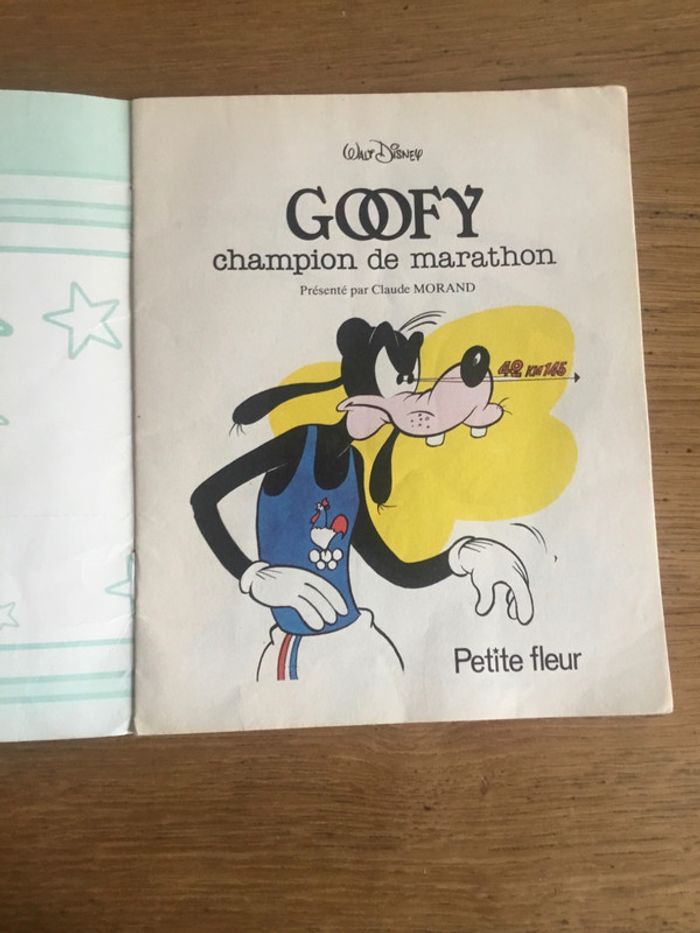 WALT DISNEY
GOOFY
champion de marathon
Présenté par Claude MORAND
42 KM 145
Petite fleur